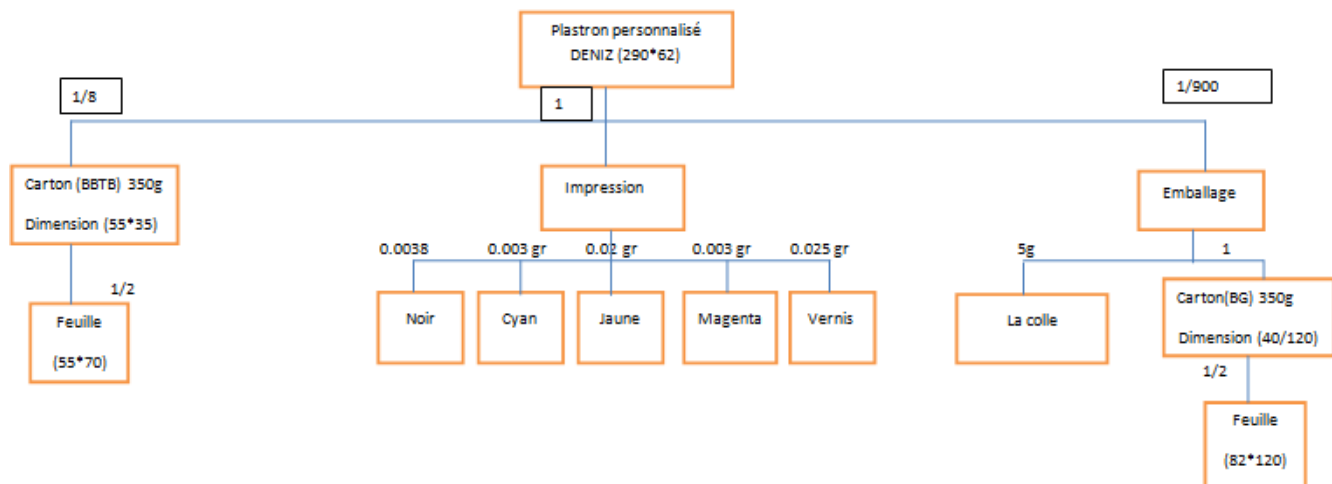 Plastron personnalisé
DENIZ (290*62)
1/8
1
1/900
Carton (BBTB) 350g
Dimension (55*35)
Impression
Emballage
0.0038
0.003 gr
0.02 gr
0.003 gr
0.025 gr
5g
1
1/2
Feuille
(55*70)
Noir
Cyan
Jaune
Magenta
Vernis
La colle
Carton(BG) 350g
Dimension (40/120)
1/2
Feuille
(82*120)